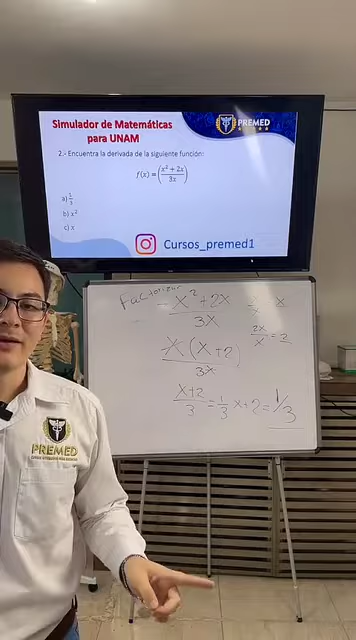 Simulador de Matemáticas
para UNAM
PREMED
2.- Encuentra la derivada de la siguiente función:
f(x) = (x² + 2x / 3x)
a) 1/3
b) x²
c) x
Cursos_premed1
Factorizar
x² + 2x / 3x
x
2x / x = 2
x (x + 2) / 3x
x+2 / 3 = 1/3 x + 2 = 1/3
PREMED